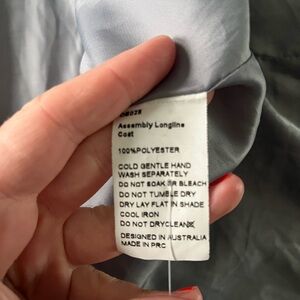 Assembly Longline
Coat
100%POLYESTER
COLD GENTLE HAND
WASH SEPARATELY
DO NOT SOAK OR BLEACH
DO NOT TUMBLE DRY
DRY LAY FLAT IN SHADE
COOL IRON
DO NOT DRYCLEAN
DESIGNED IN AUSTRALIA
MADE IN PRC